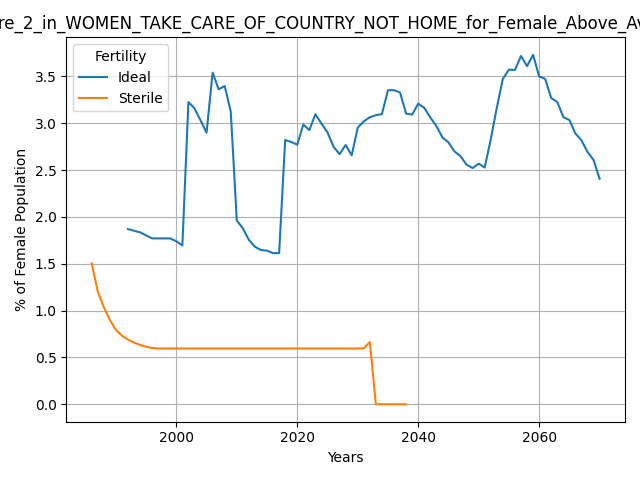 re_2_in_WOMEN_TAKE_CARE_OF_COUNTRY_NOT_HOME_for_Female_Above_Av
Fertility
Ideal
Sterile
3.5
3.0
2.5
2.0
1.5
1.0
0.5
0.0
% of Female Population
2000 2020 2040 2060
Years